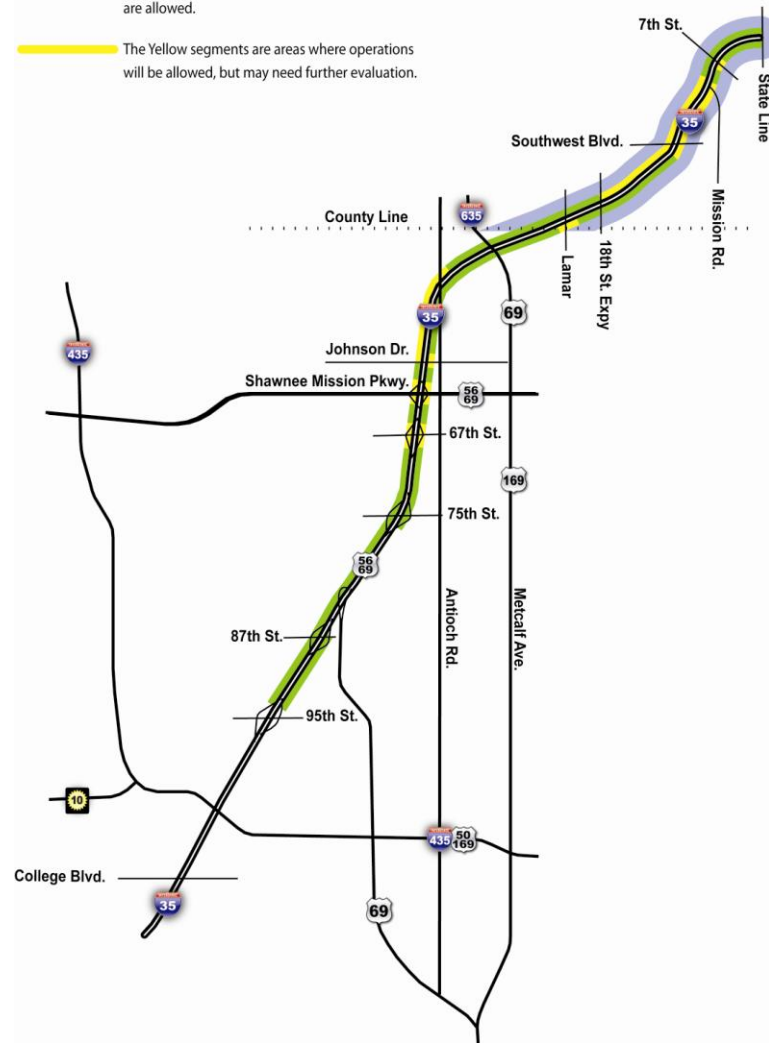 are allowed.
The Yellow segments are areas where operations
will be allowed, but may need further evaluation.
7th St.
State Line
35
Southwest Blvd.
Mission Rd.
County Line
635
Lamar
18th St. Expy
35
69
435
Johnson Dr.
Shawnee Mission Pkwy.
56
69
67th St.
169
75th St.
56
69
Antioch Rd.
Metcalf Ave.
87th St.
95th St.
10
435
50
169
College Blvd.
35
69